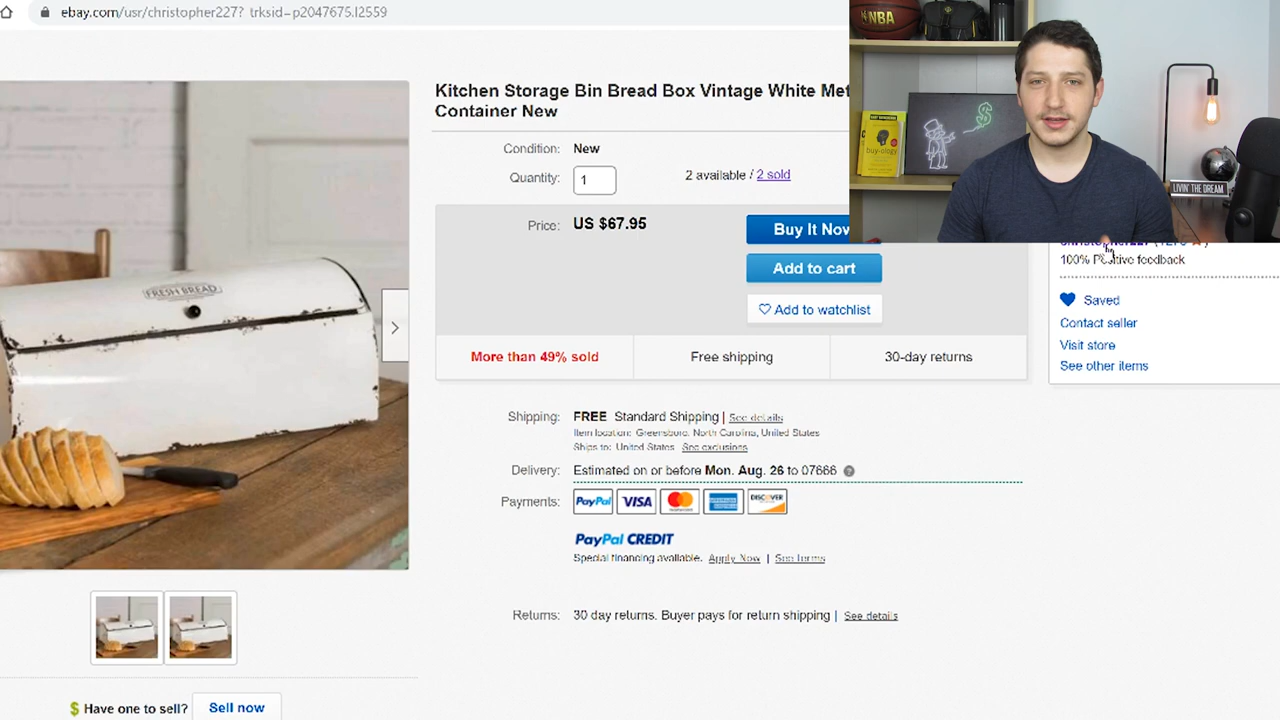 ebay.com/usr/christopher227?_trksid=p2047675.l2559
NBA
buy-ology
$
LIVIN' THE DREAM
FRESH BREAD
Kitchen Storage Bin Bread Box Vintage White Met
Container New
Condition: New
Quantity: 1 2 available / 2 sold
Price: US $67.95 Buy It Now
Add to cart
Add to watchlist
More than 49% sold Free shipping 30-day returns
100% Positive feedback
Saved
Contact seller
Visit store
See other items
Shipping: FREE Standard Shipping | See details
Item location: Greensboro, North Carolina, United States
Ships to: United States See exclusions
Delivery: Estimated on or before Mon. Aug. 26 to 07666 ?
Payments: PayPal VISA MasterCard AMERICAN EXPRESS DISCOVER
PayPal CREDIT
Special financing available. Apply Now | See terms
Returns: 30 day returns. Buyer pays for return shipping | See details
$ Have one to sell? Sell now